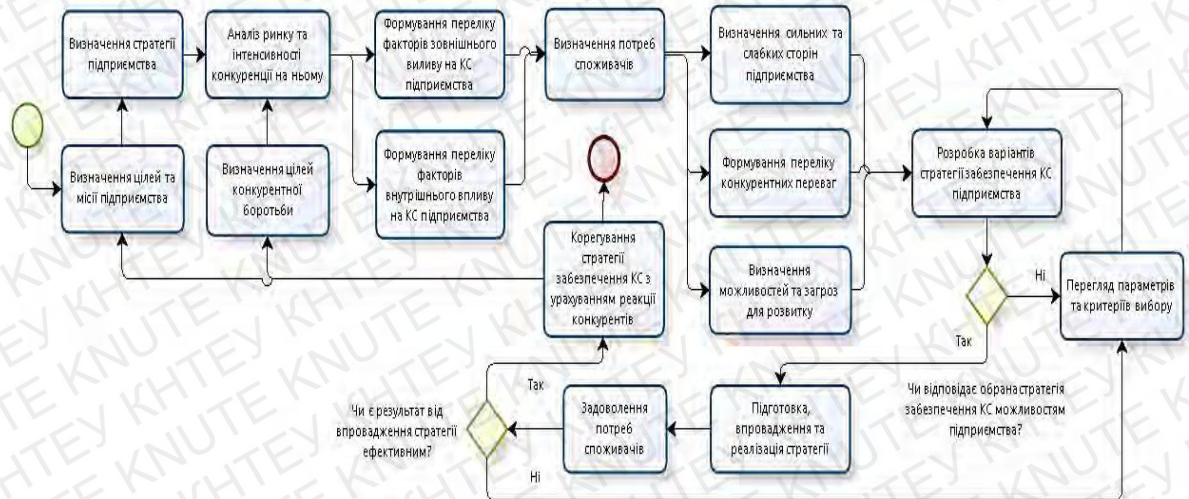 Визначення стратегії
підприємства
Аналіз ринку та
інтенсивності
конкуренції на ньому
Формування переліку
факторів зовнішнього
виливу на КС
підприємства
Визначення потреб
споживачів
Визначення сильних та
слабких сторін
підприємства
Визначення цілей та
місії підприємства
Визначення цілей
конкурентної
боротьби
Формування переліку
факторів
внутрішнього впливу
на КС підприємства
Формування переліку
конкурентних переваг
Розробка варіантів
стратегії забезпечення КС
підприємства
Корегування
стратегії
забезпечення КС з
урахуванням реакції
конкурентів
Визначення
можливостей та загроз
для розвитку
Ні
Перегляд параметрів
та критеріїв вибору
Так
Чи відповідає обрана стратегія
забезпечення КС можливостям
підприємства?
Підготовка,
впровадження та
реалізація стратегії
Задоволення
потреб
споживачів
Так
Чи є результат від
впровадження стратегії
ефективним?
Ні
KNUTE КНТЕУ